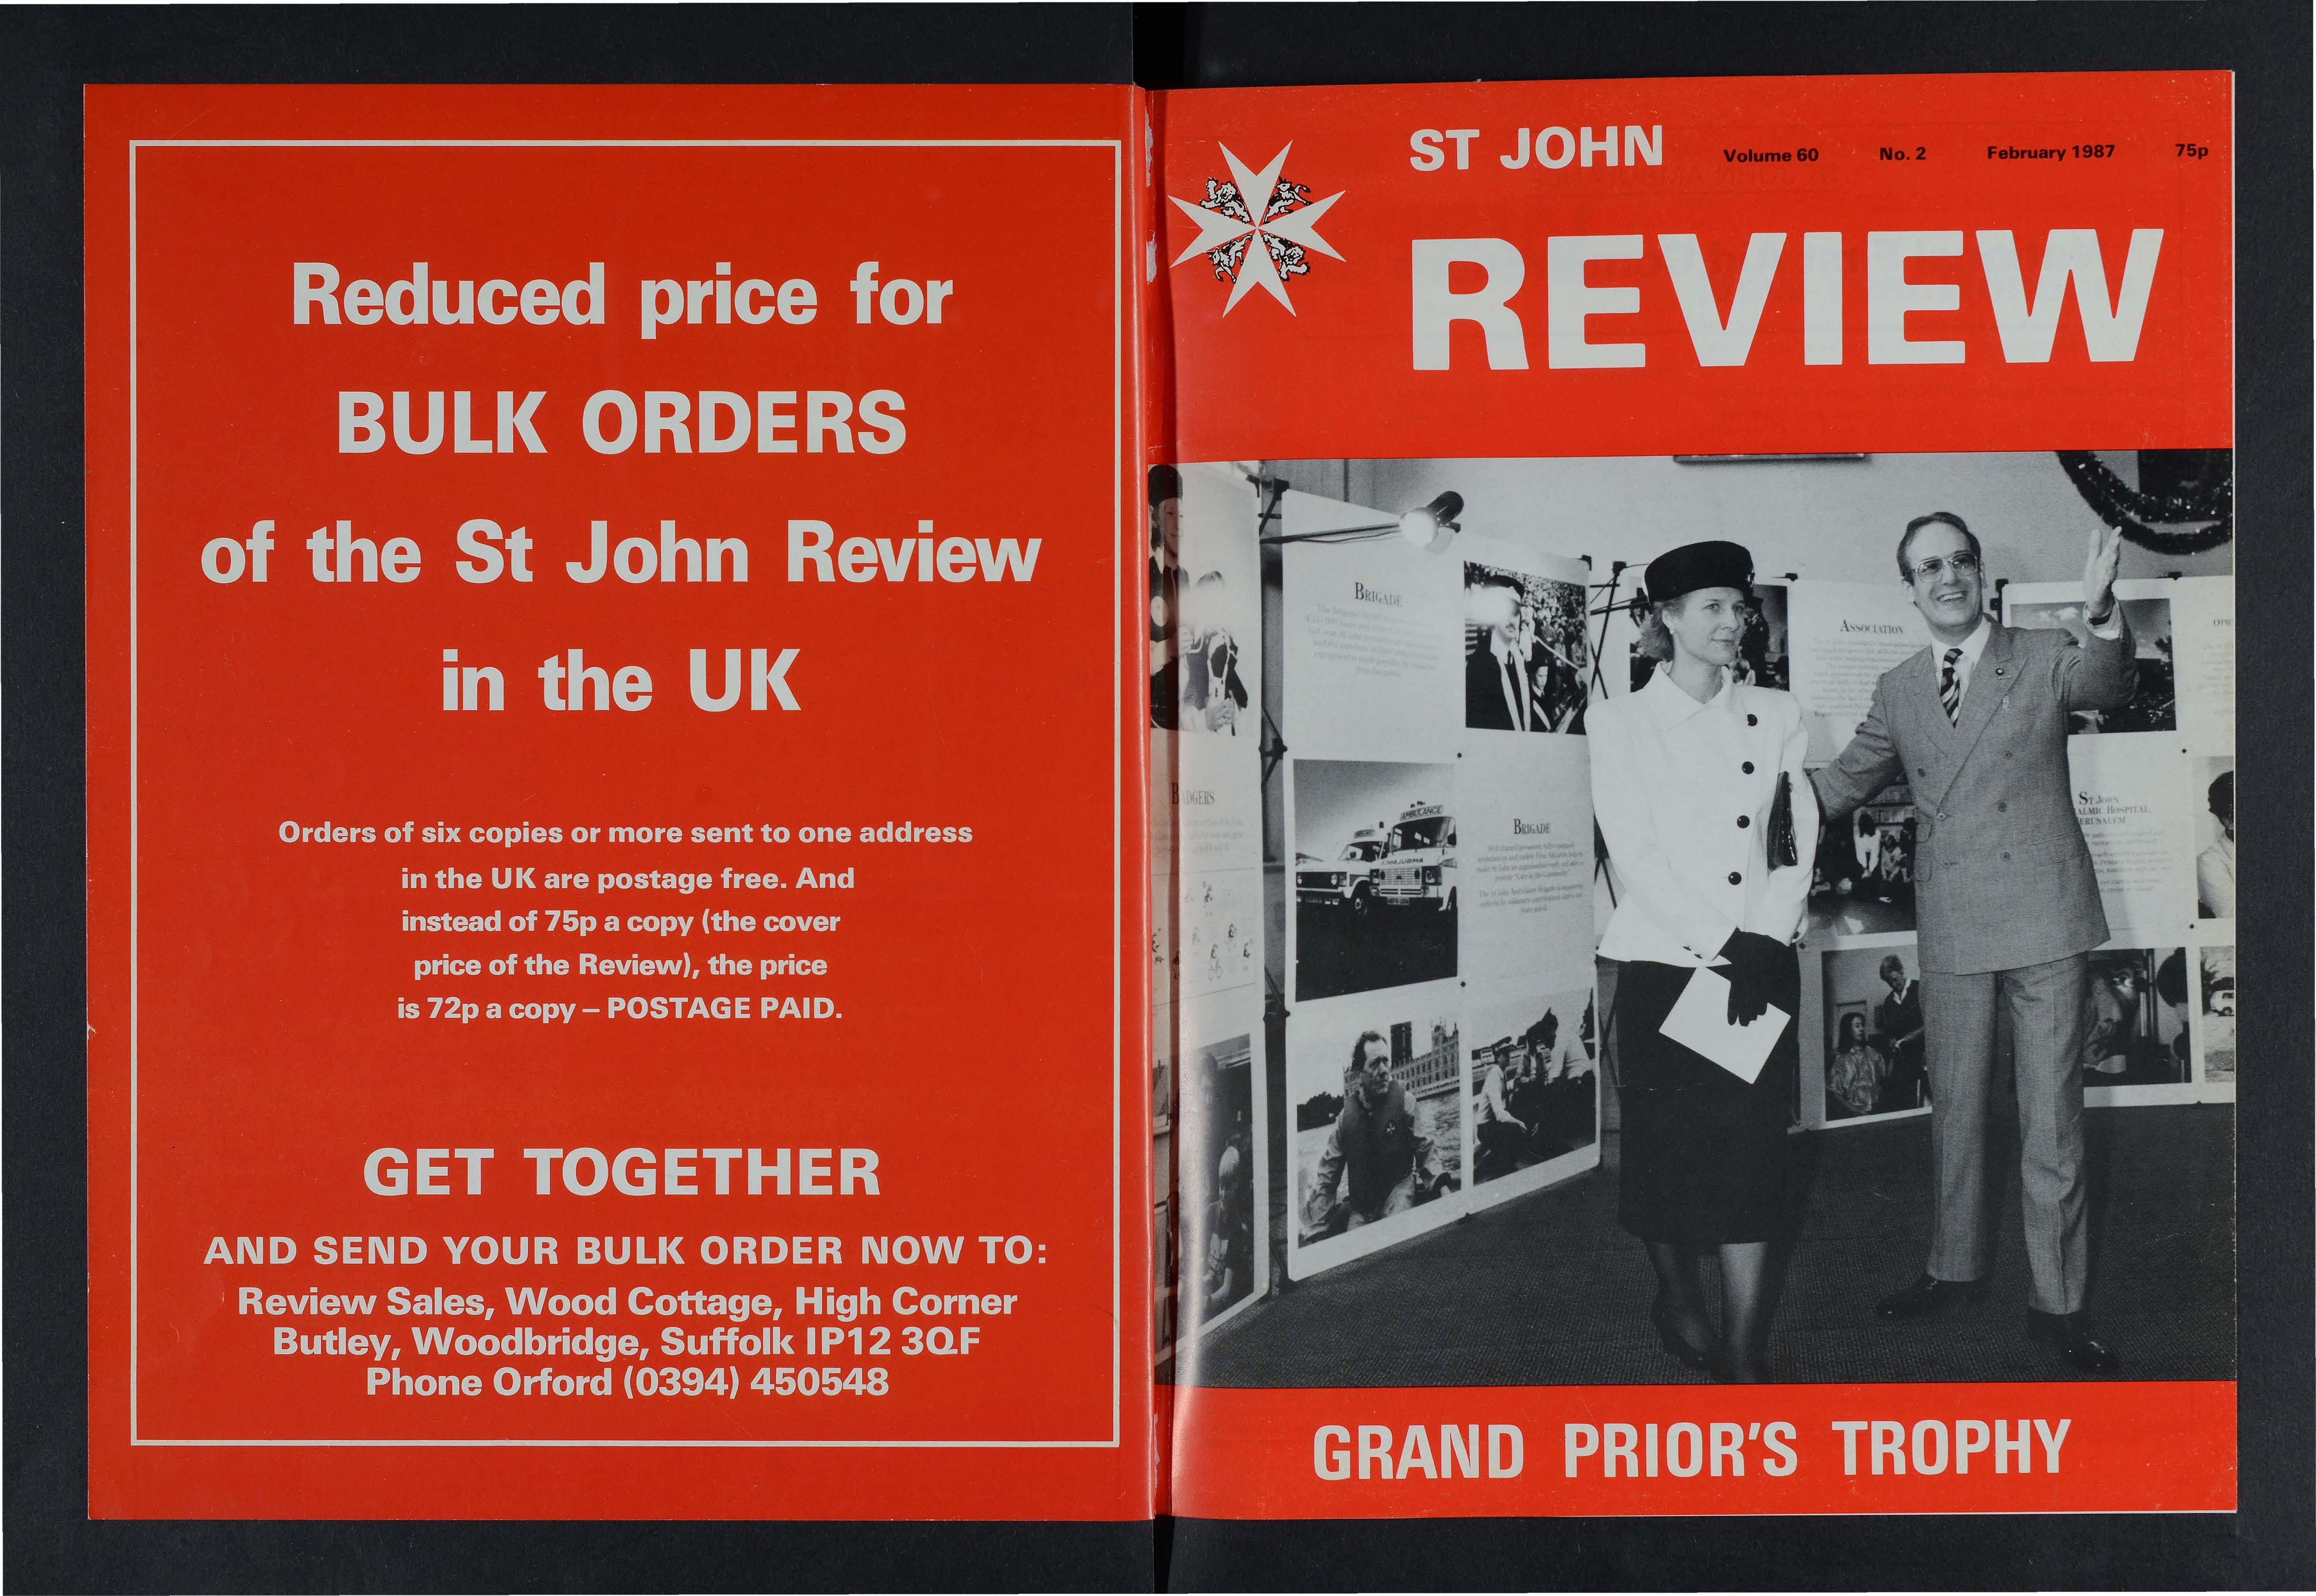 Reduced price for
BULK ORDERS
of the St John Review
in the UK
Orders of six copies or more sent to one address
in the UK are postage free. And
instead of 75p a copy (the cover
price of the Review), the price
is 72p a copy – POSTAGE PAID.
GET TOGETHER
AND SEND YOUR BULK ORDER NOW TO:
Review Sales, Wood Cottage, High Corner
Butley, Woodbridge, Suffolk IP12 3QF
Phone Orford (0394) 450548
ST JOHN Volume 60 No. 2 February 1987 75p
REVIEW
BRIGADE
ASSOCIATION
BADGERS
AMBULANCE
BRIGADE
ST JOHN
HOSPITAL
GRAND PRIOR'S TROPHY